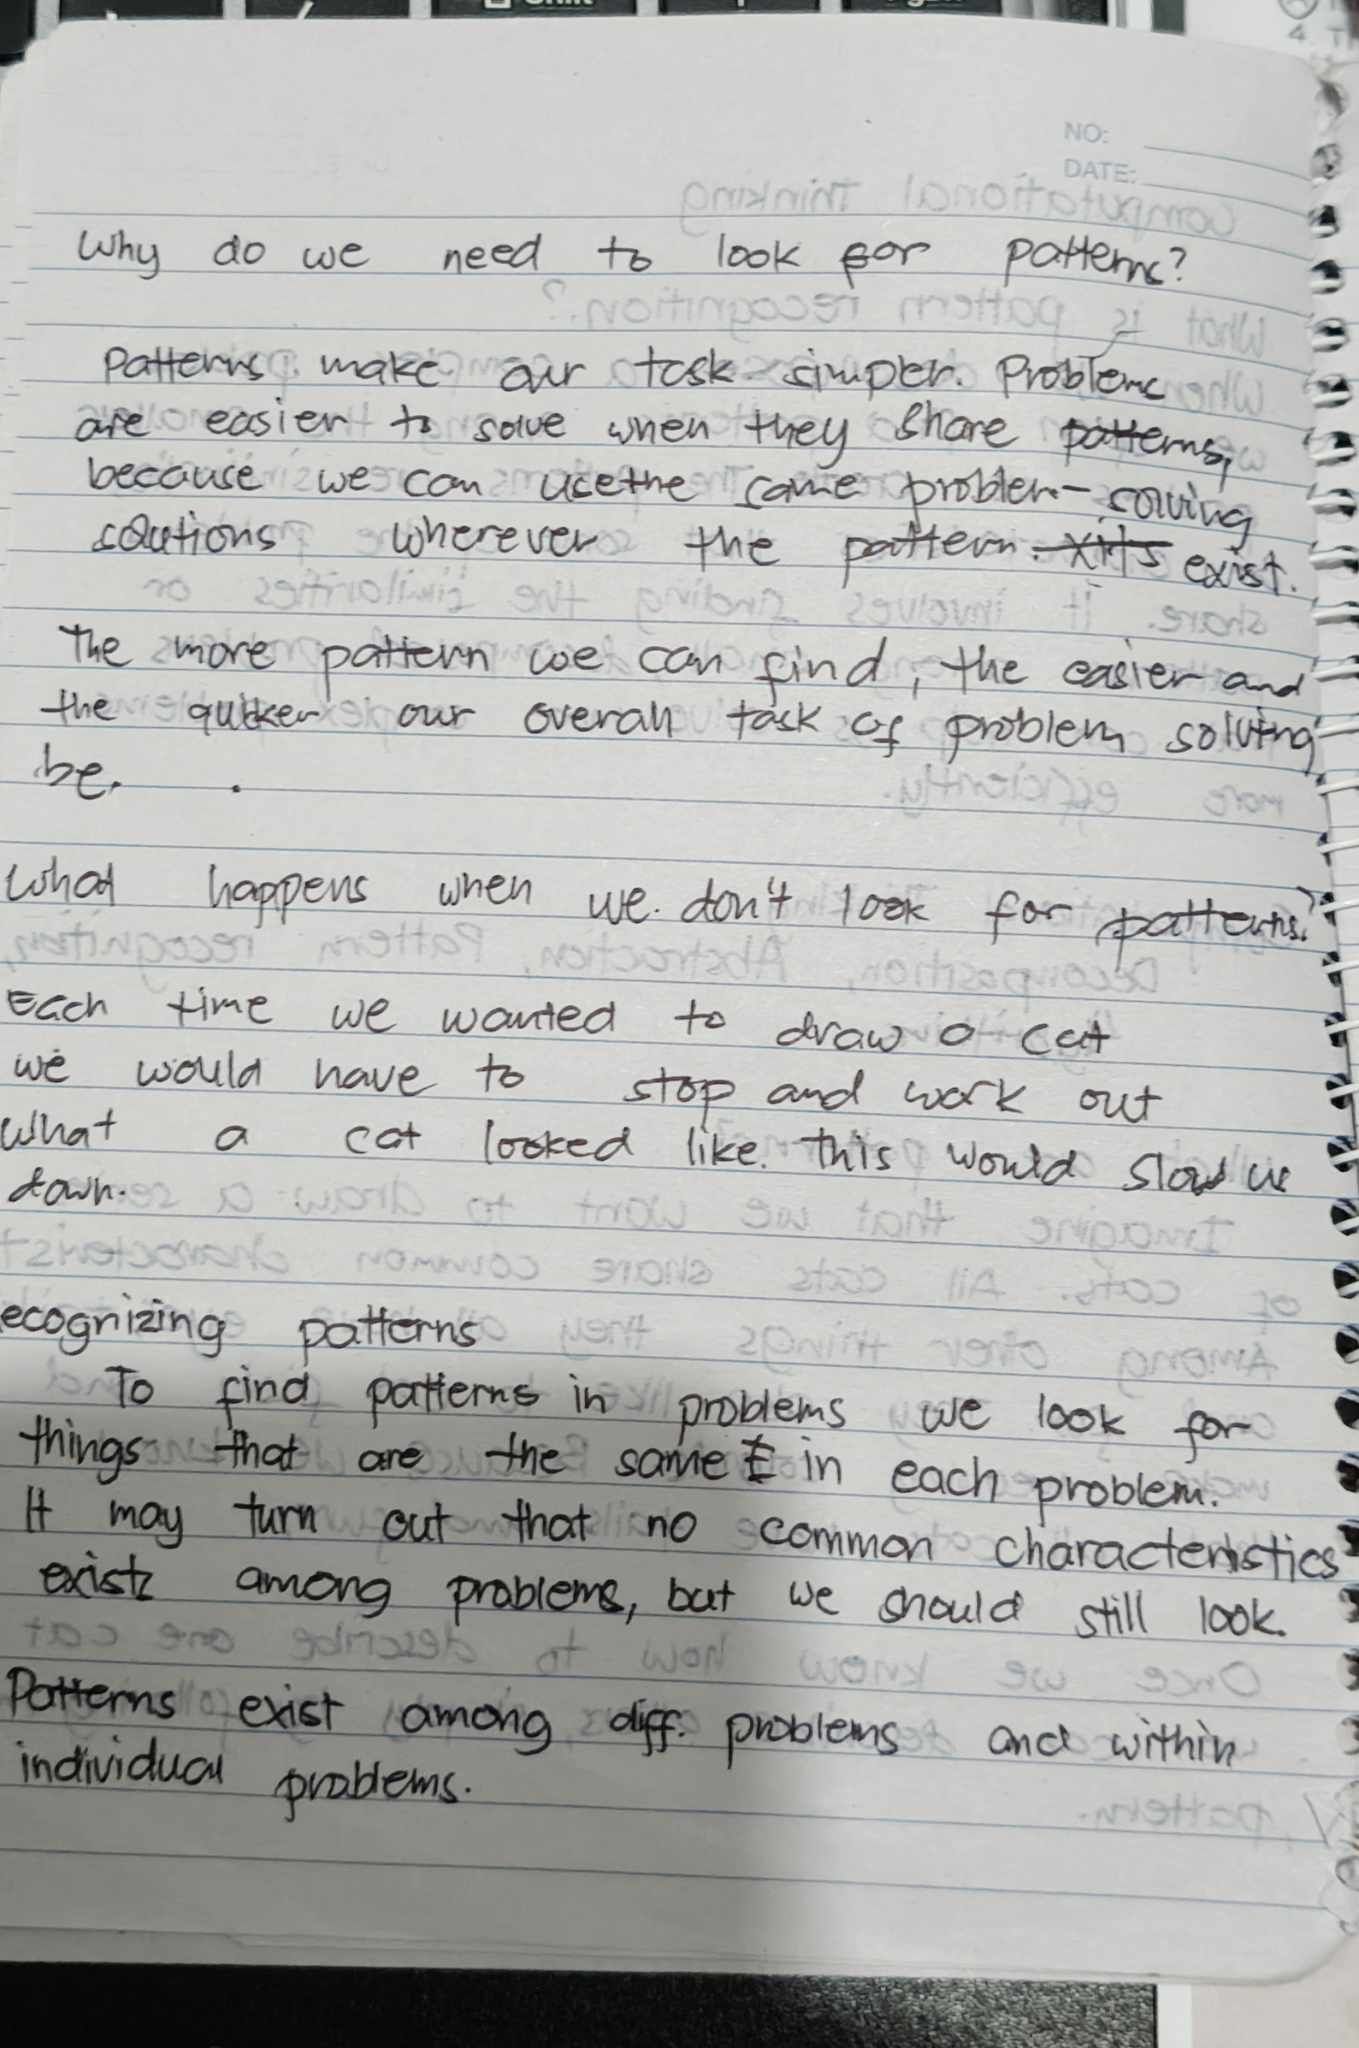 NO:
DATE:
Why do we need to look for patterns?
Patterns make our task simpler. Problems
are easier to solve when they share patterns,
because we can use the same problem-solving
solutions wherever the pattern exist.
The more pattern we can find, the easier and
the quicker our overall task of problem solving
be.
What happens when we don't look for patterns?
Each time we wanted to draw a cat
we would have to stop and work out
what a cat looked like. this would slow us
down.
ecognizing patterns
To find patterns in problems we look for
things that are the same in each problem.
It may turn out that no common characteristics
exist among problems, but we should still look.
Patterns exist among diff. problems and within
individual problems.